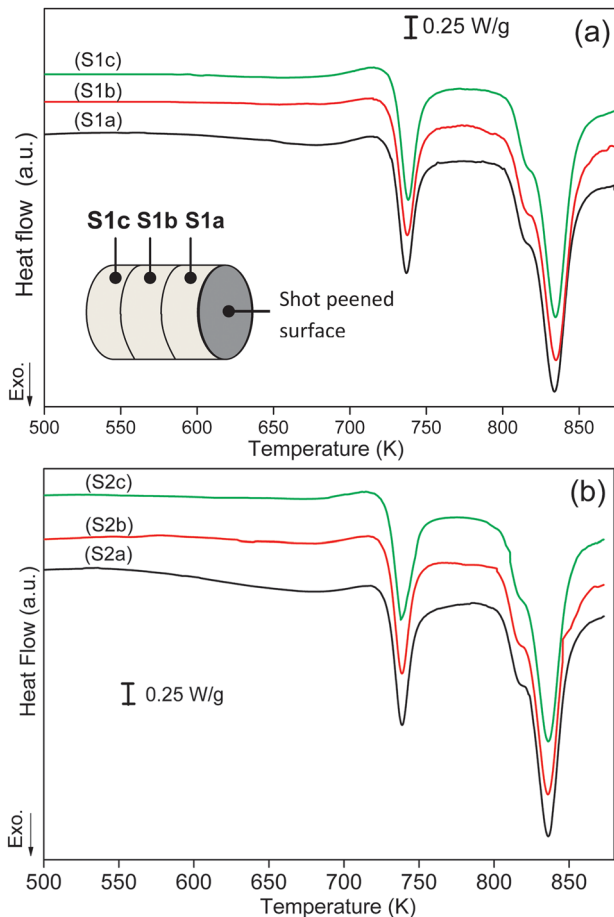 0.25 W/g
(a)
(S1c)
(S1b)
(S1a)
S1c S1b S1a
Shot peened
surface
Heat flow (a.u.)
Exo.
500 550 600 650 700 750 800 850
Temperature (K)
(b)
(S2c)
(S2b)
(S2a)
0.25 W/g
Heat Flow (a.u.)
Exo.
500 550 600 650 700 750 800 850
Temperature (K)